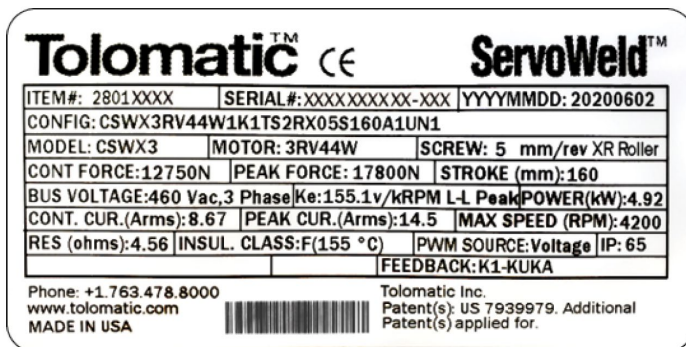 Tolomatic™ CE ServoWeld™
ITEM#: 2801XXXX SERIAL#:XXXXXXXXXX-XXX YYYYMMDD: 20200602
CONFIG: CSWX3RV44W1K1TS2RX05S160A1UN1
MODEL: CSWX3 MOTOR: 3RV44W SCREW: 5 mm/rev XR Roller
CONT FORCE:12750N PEAK FORCE: 17800N STROKE (mm):160
BUS VOLTAGE:460 Vac,3 Phase Ke:155.1v/kRPM L-L Peak POWER(kW):4.92
CONT. CUR.(Arms):8.67 PEAK CUR.(Arms):14.5 MAX SPEED (RPM):4200
RES (ohms):4.56 INSUL. CLASS:F(155 °C) PWM SOURCE:Voltage IP: 65
FEEDBACK:K1-KUKA
Phone: +1.763.478.8000
www.tolomatic.com
MADE IN USA
Tolomatic Inc.
Patent(s): US 7939979. Additional
Patent(s) applied for.